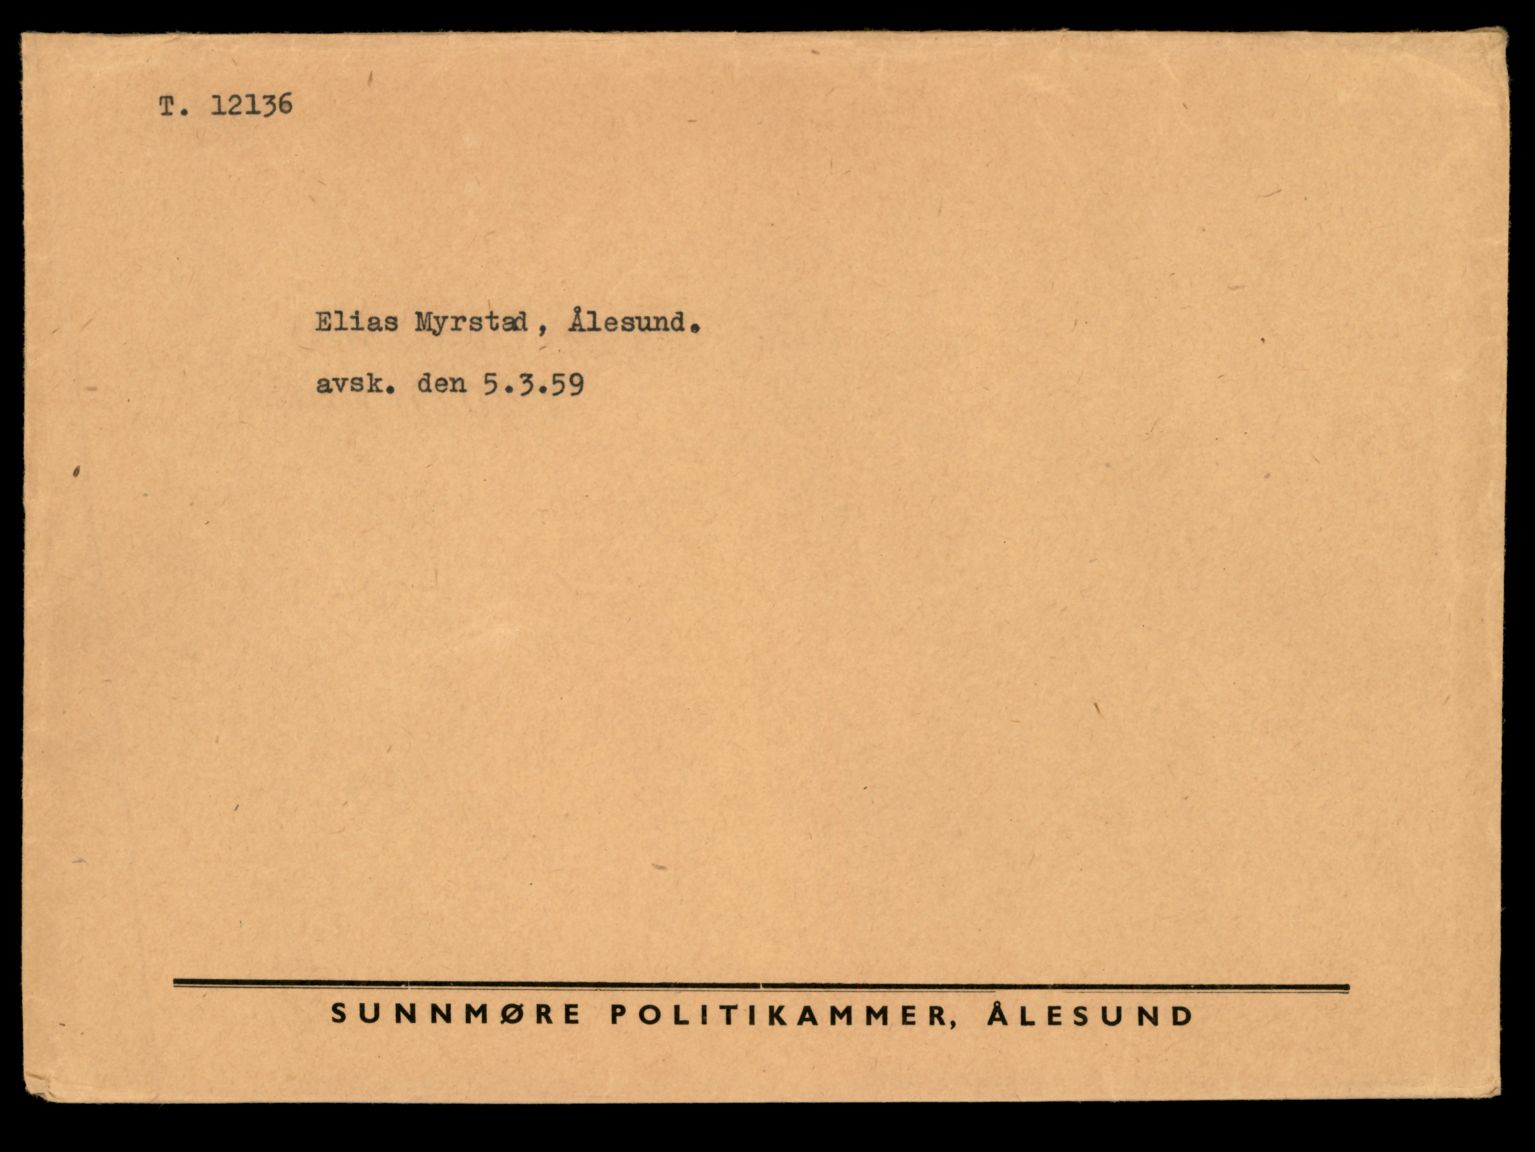 T. 12136
Elias Myrstad, Ålesund.
avsk. den 5.3.59
SUNNMØRE POLITIKAMMER, ÅLESUND